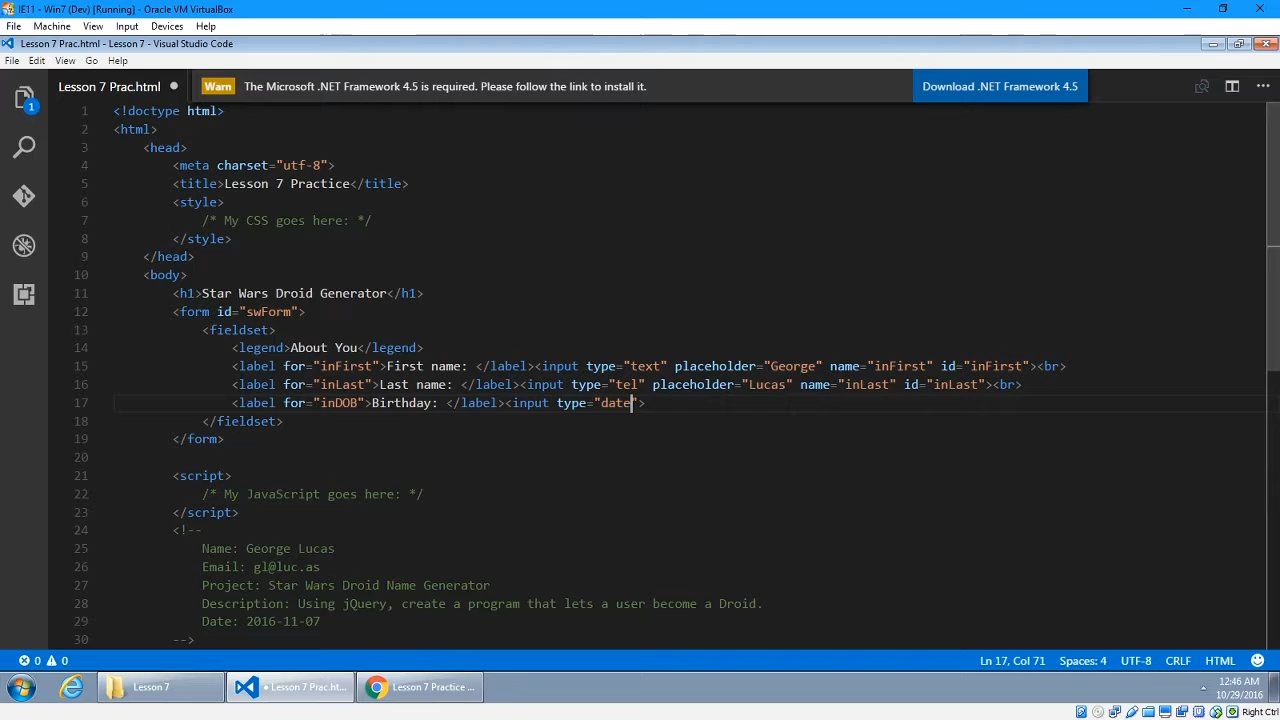 IE11 - Win7 (Dev) [Running] - Oracle VM VirtualBox
File Machine View Input Devices Help
Lesson 7 Prac.html - Lesson 7 - Visual Studio Code
File Edit View Go Help
Lesson 7 Prac.html
Warn The Microsoft .NET Framework 4.5 is required. Please follow the link to install it.
Download .NET Framework 4.5
1
1 <!doctype html>
2 <html>
3 <head>
4 <meta charset="utf-8">
5 <title>Lesson 7 Practice</title>
6 <style>
7 /* My CSS goes here: */
8 </style>
9 </head>
10 <body>
11 <h1>Star Wars Droid Generator</h1>
12 <form id="swForm">
13 <fieldset>
14 <legend>About You</legend>
15 <label for="inFirst">First name: </label><input type="text" placeholder="George" name="inFirst" id="inFirst"><br>
16 <label for="inLast">Last name: </label><input type="tel" placeholder="Lucas" name="inLast" id="inLast"><br>
17 <label for="inDOB">Birthday: </label><input type="date">
18 </fieldset>
19 </form>
20
21 <script>
22 /* My JavaScript goes here: */
23 </script>
24 <!--
25 Name: George Lucas
26 Email: gl@luc.as
27 Project: Star Wars Droid Name Generator
28 Description: Using jQuery, create a program that lets a user become a Droid.
29 Date: 2016-11-07
30 -->
0 0
Ln 17, Col 71 Spaces: 4 UTF-8 CRLF HTML
Lesson 7
• Lesson 7 Prac.ht...
Lesson 7 Practice ...
12:46 AM
10/29/2016
Right Ctrl